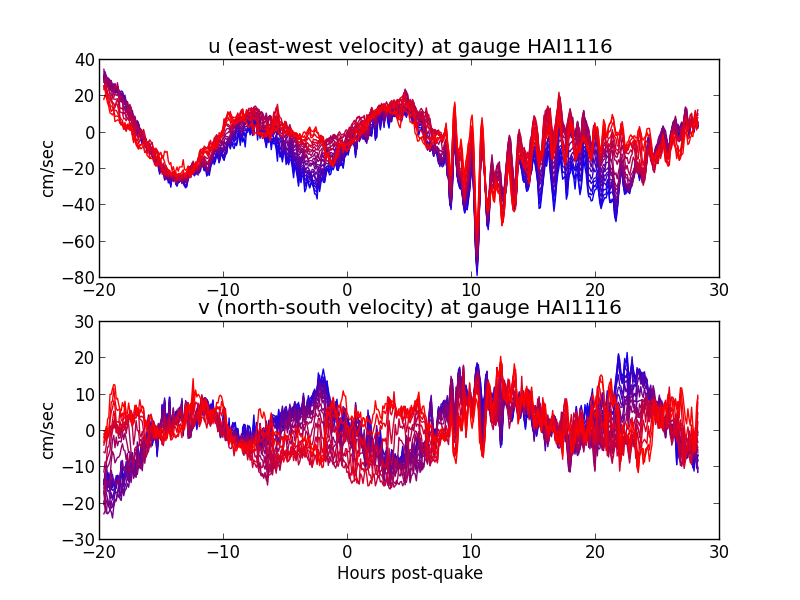 u (east-west velocity) at gauge HAI1116
40
20
0
−20
−40
−60
−80
cm/sec
−20 −10 0 10 20 30
v (north-south velocity) at gauge HAI1116
30
20
10
0
−10
−20
−30
cm/sec
−20 −10 0 10 20 30
Hours post-quake